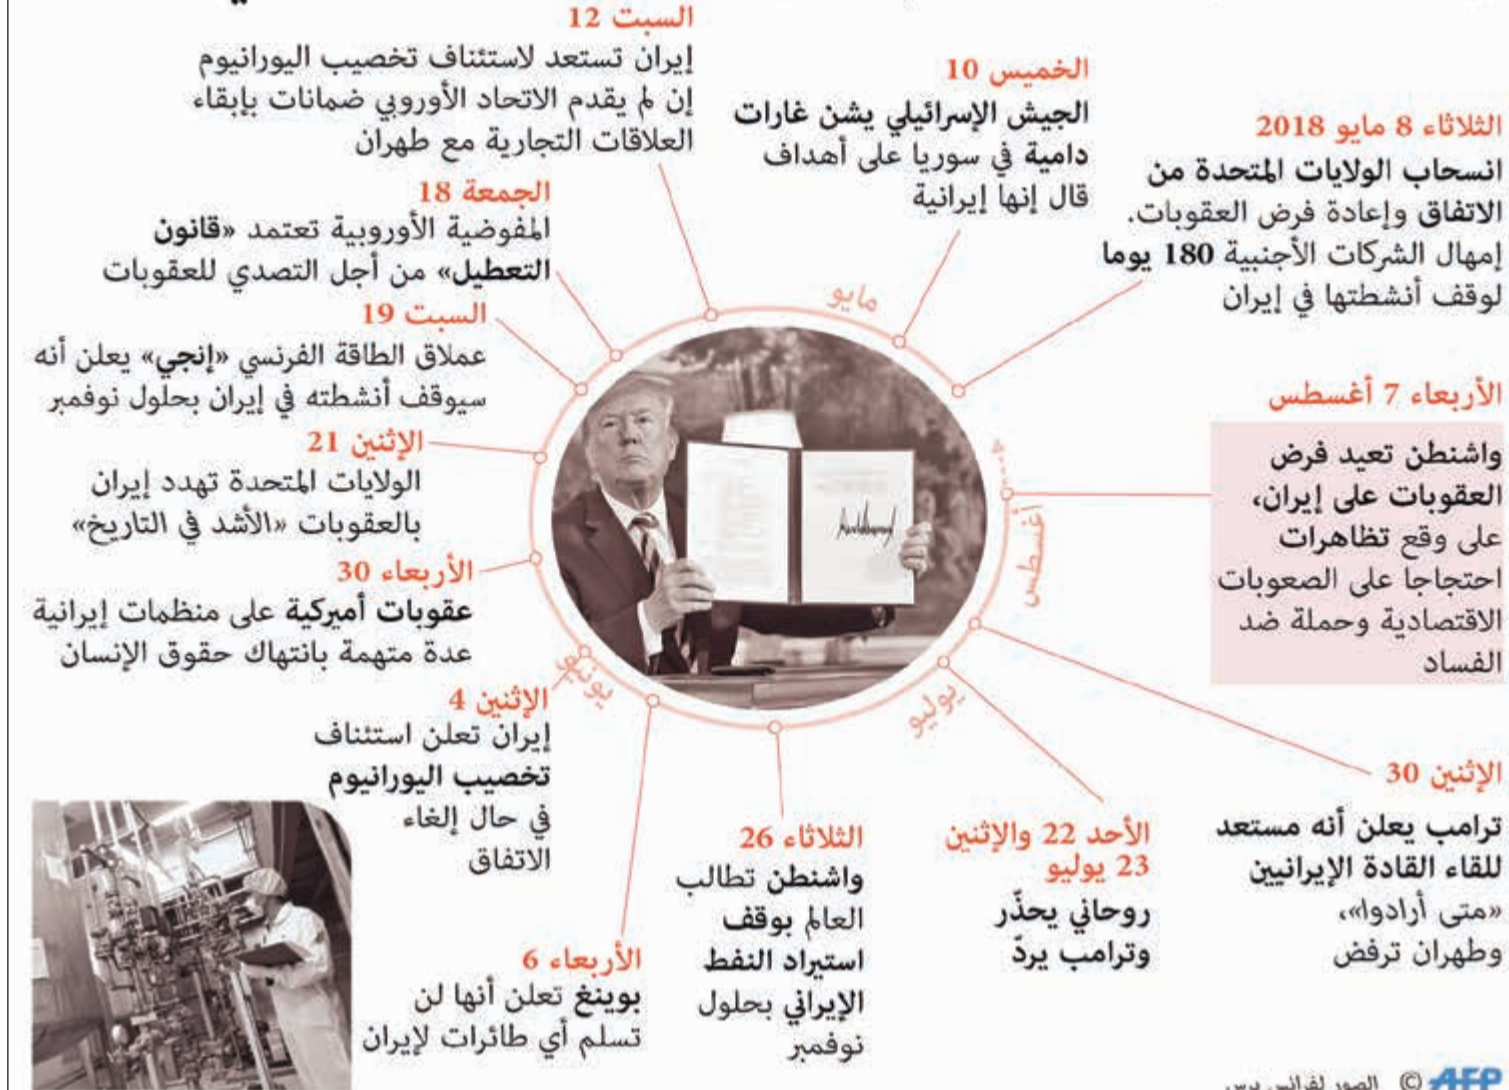 الثلاثاء 8 مايو 2018
انسحاب الولايات المتحدة من
الاتفاق وإعادة فرض العقوبات.
إمهال الشركات الأجنبية 180 يوما
لوقف أنشطتها في إيران
مايو
الخميس 10
الجيش الإسرائيلي يشن غارات
دامية في سوريا على أهداف
قال إنها إيرانية
السبت 12
إيران تستعد لاستئناف تخصيب اليورانيوم
إن لم يقدم الاتحاد الأوروبي ضمانات بإبقاء
العلاقات التجارية مع طهران
الجمعة 18
المفوضية الأوروبية تعتمد «قانون
التعطيل» من أجل التصدي للعقوبات
السبت 19
عملاق الطاقة الفرنسي «إنجي» يعلن أنه
سيوقف أنشطته في إيران بحلول نوفمبر
الإثنين 21
الولايات المتحدة تهدد إيران
بالعقوبات «الأشد في التاريخ»
الأربعاء 30
عقوبات أميركية على منظمات إيرانية
عدة متهمة بانتهاك حقوق الإنسان
يونيو
الإثنين 4
إيران تعلن استئناف
تخصيب اليورانيوم
في حال إلغاء
الاتفاق
الأربعاء 6
بوينغ تعلن أنها لن
تسلم أي طائرات لإيران
الثلاثاء 26
واشنطن تطالب
العالم بوقف
استيراد النفط
الإيراني بحلول
نوفمبر
يوليو
الأحد 22 والإثنين
23 يوليو
روحاني يحذّر
وترامب يردّ
الإثنين 30
ترامب يعلن أنه مستعد
للقاء القادة الإيرانيين
«متى أرادوا»،
وطهران ترفض
أغسطس
الأربعاء 7 أغسطس
واشنطن تعيد فرض
العقوبات على إيران،
على وقع تظاهرات
احتجاجا على الصعوبات
الاقتصادية وحملة ضد
الفساد
AFP © الصور لفرانس برس